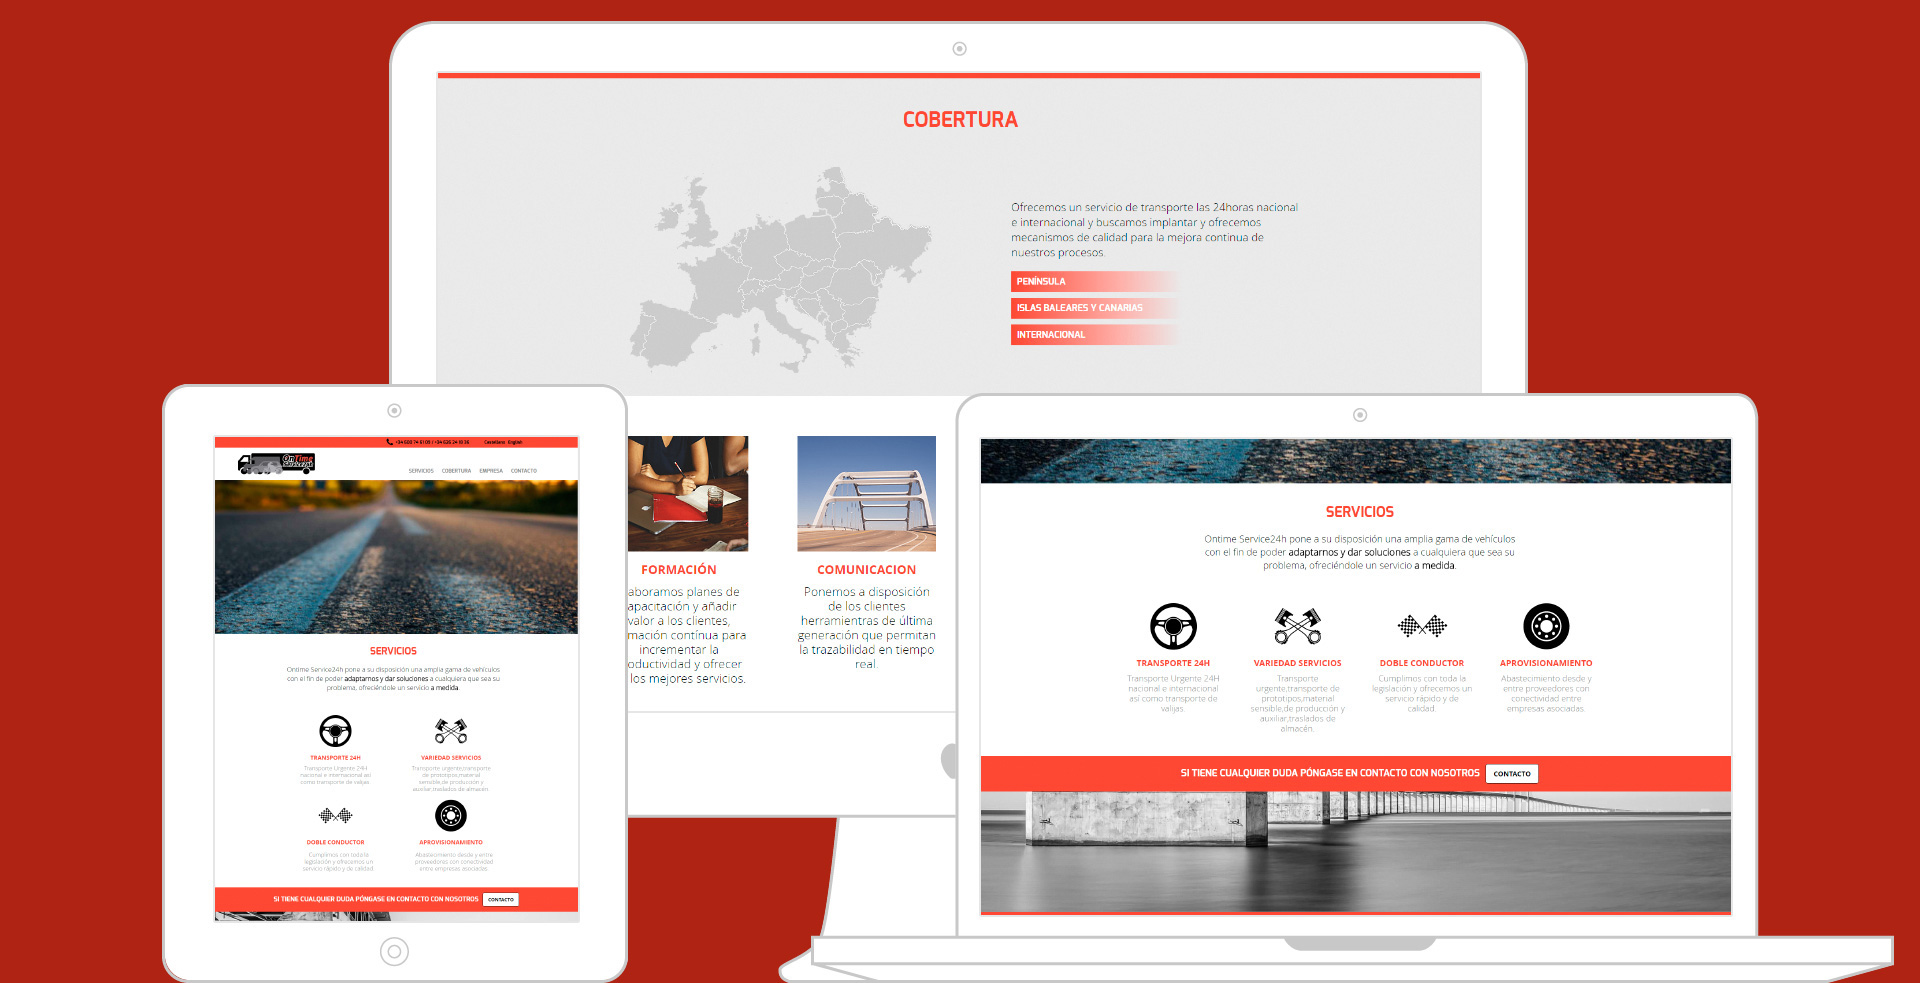 COBERTURA
Ofrecemos un servicio de transporte las 24horas nacional
e internacional y buscamos implantar y ofrecemos
mecanismos de calidad para la mejora continua de
nuestros procesos.
PENÍNSULA
ISLAS BALEARES Y CANARIAS
INTERNACIONAL
FORMACIÓN
aboramos planes de
apacitación y añadir
valor a los clientes,
mación contínua para
incrementar la
oductividad y ofrecer
los mejores servicios.
COMUNICACION
Ponemos a disposición
de los clientes
herramientras de última
generación que permitan
la trazabilidad en tiempo
real.
Castellano English
OnTime
Service24h
SERVICIOS COBERTURA EMPRESA CONTACTO
SERVICIOS
Ontime Service24h pone a su disposición una amplia gama de vehículos
con el fin de poder adaptarnos y dar soluciones a cualquiera que sea su
problema, ofreciéndole un servicio a medida.
TRANSPORTE 24H
Transporte Urgente 24H
nacional e internacional asi
como transporte de valijas.
VARIEDAD SERVICIOS
Transporte urgente,transporte
de prototipos,material
sensible,de producción y
auxiliar,traslados de almacén.
DOBLE CONDUCTOR
Cumplimos con toda la
legislación y ofrecemos un
servicio rápido y de calidad.
APROVISIONAMIENTO
Abastecimiento desde y entre
proveedores con conectividad
entre empresas asociadas.
SI TIENE CUALQUIER DUDA PÓNGASE EN CONTACTO CON NOSOTROS CONTACTO
SERVICIOS
Ontime Service24h pone a su disposición una amplia gama de vehículos
con el fin de poder adaptarnos y dar soluciones a cualquiera que sea su
problema, ofreciéndole un servicio a medida.
TRANSPORTE 24H
Transporte Urgente 24H
nacional e internacional
así como transporte de
valijas.
VARIEDAD SERVICIOS
Transporte
urgente,transporte de
prototipos,material
sensible,de producción y
auxiliar,traslados de
almacén.
DOBLE CONDUCTOR
Cumplimos con toda la
legislación y ofrecemos un
servicio rápido y de
calidad.
APROVISIONAMIENTO
Abastecimiento desde y
entre proveedores con
conectividad entre
empresas asociadas.
SI TIENE CUALQUIER DUDA PÓNGASE EN CONTACTO CON NOSOTROS CONTACTO